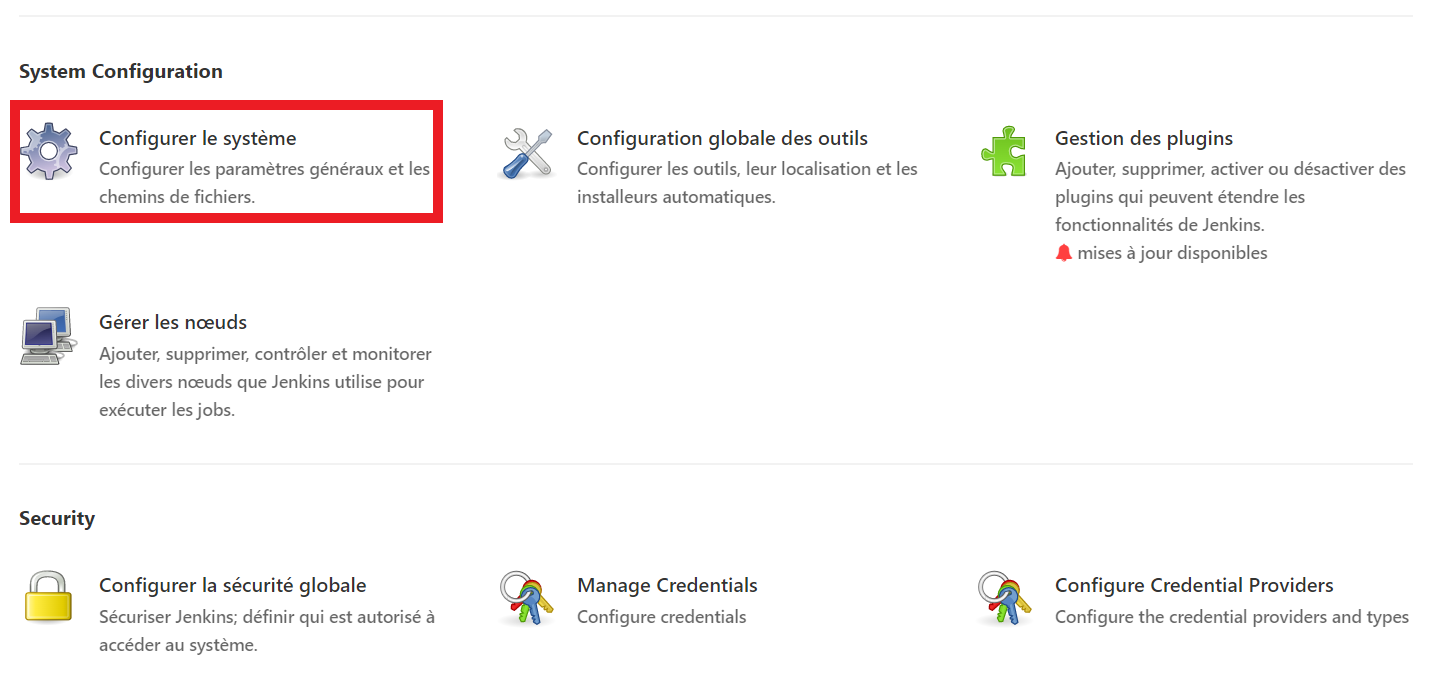 System Configuration
Configurer le système
Configurer les paramètres généraux et les
chemins de fichiers.
Configuration globale des outils
Configurer les outils, leur localisation et les
installeurs automatiques.
Gestion des plugins
Ajouter, supprimer, activer ou désactiver des
plugins qui peuvent étendre les
fonctionnalités de Jenkins.
mises à jour disponibles
Gérer les nœuds
Ajouter, supprimer, contrôler et monitorer
les divers nœuds que Jenkins utilise pour
exécuter les jobs.
Security
Configurer la sécurité globale
Sécuriser Jenkins; définir qui est autorisé à
accéder au système.
Manage Credentials
Configure credentials
Configure Credential Providers
Configure the credential providers and types